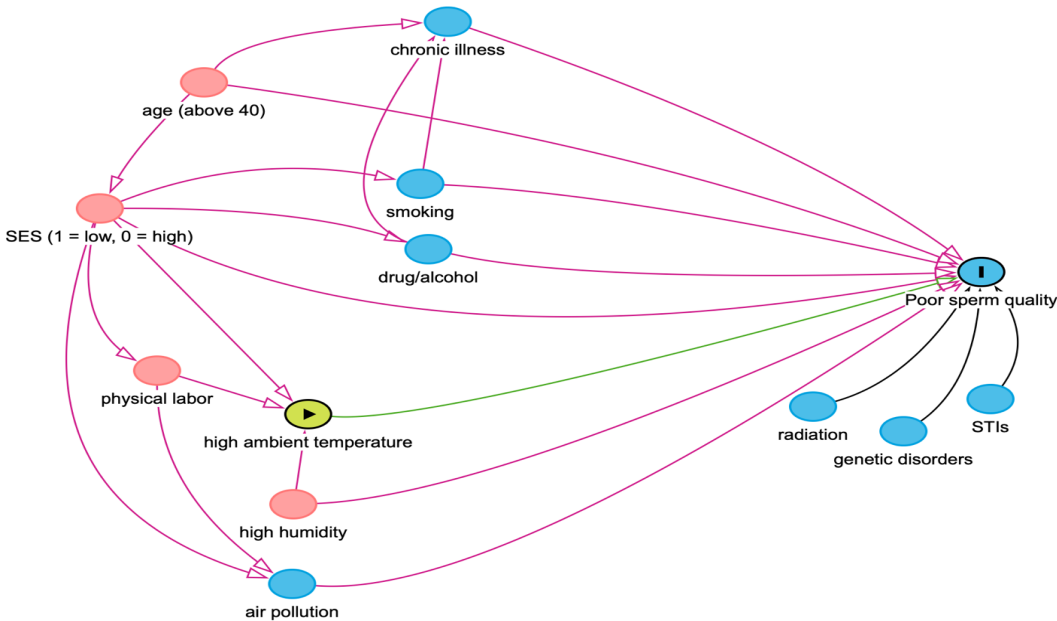 chronic illness
age (above 40)
smoking
SES (1 = low, 0 = high)
drug/alcohol
Poor sperm quality
physical labor
high ambient temperature
radiation
STIs
genetic disorders
high humidity
air pollution